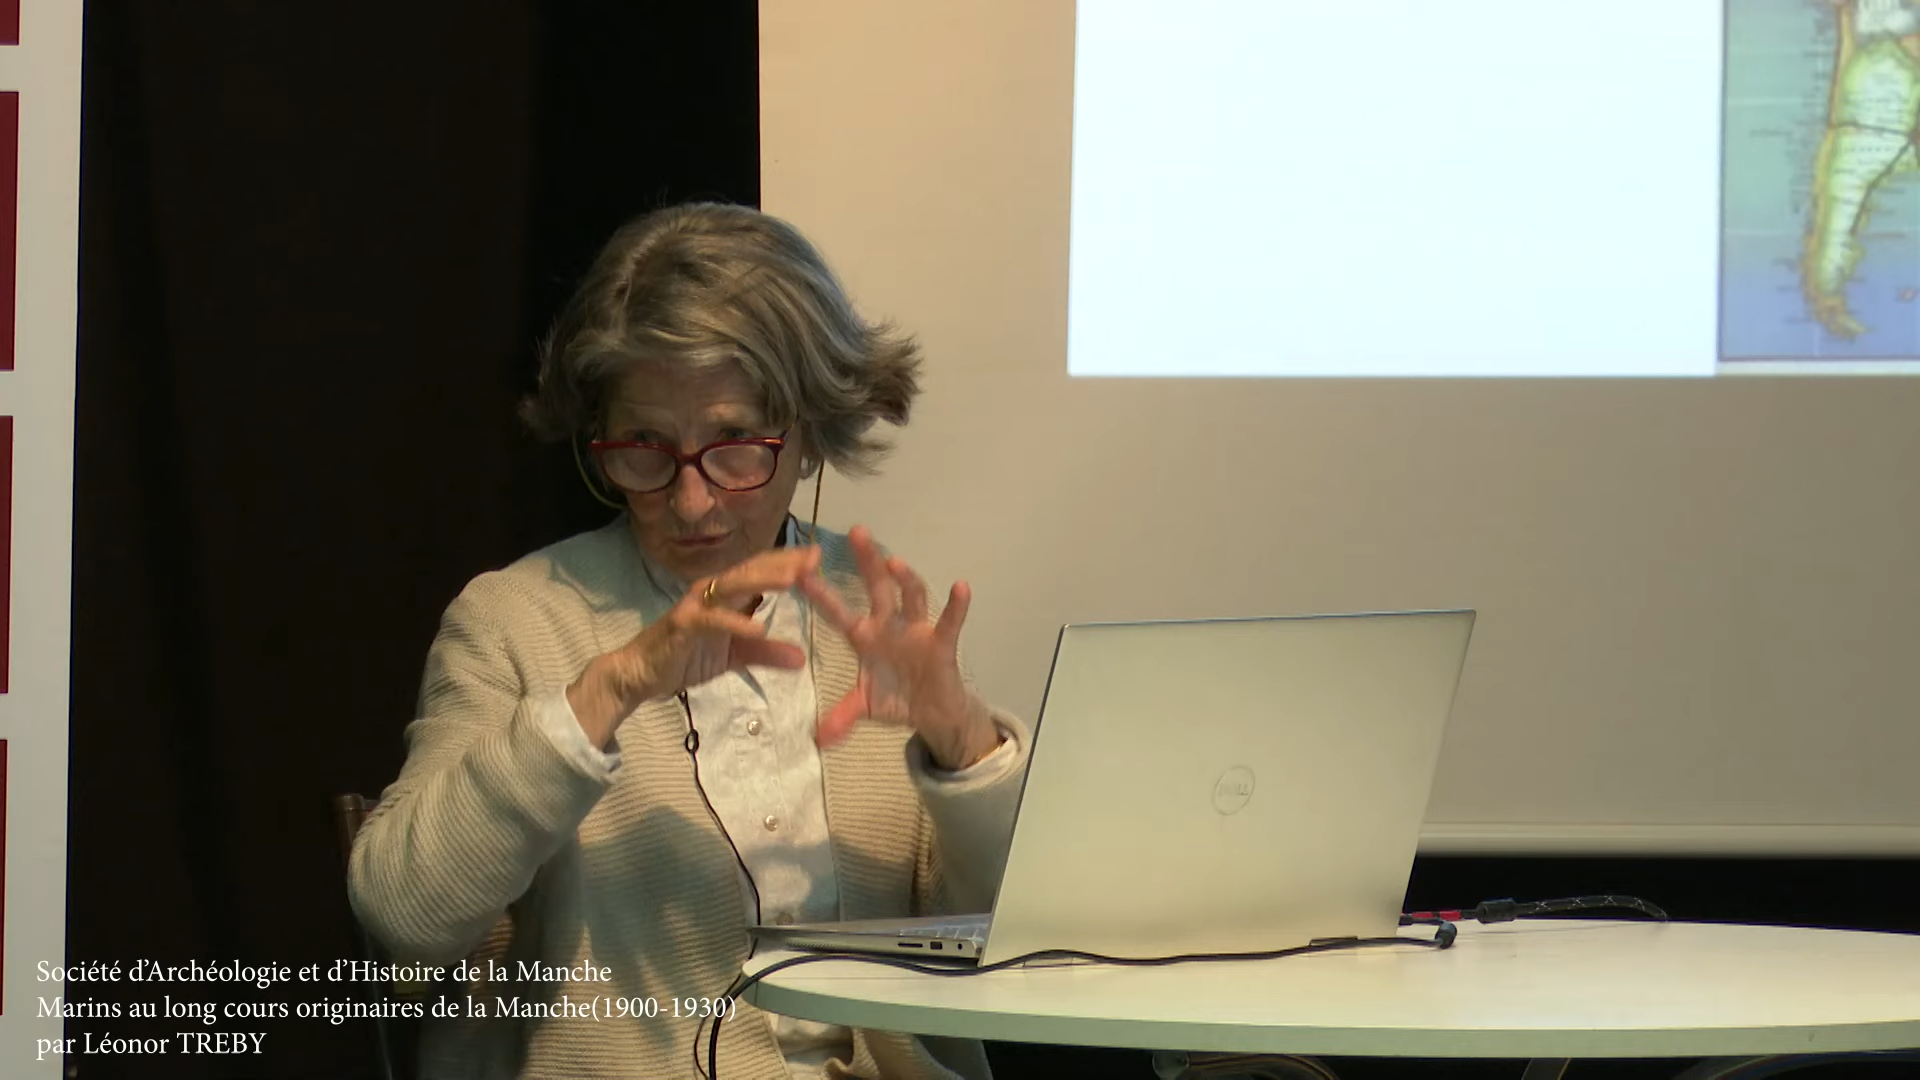 DELL
Société d'Archéologie et d'Histoire de la Manche
Marins au long cours originaires de la Manche(1900-1930)
par Léonor TREBY